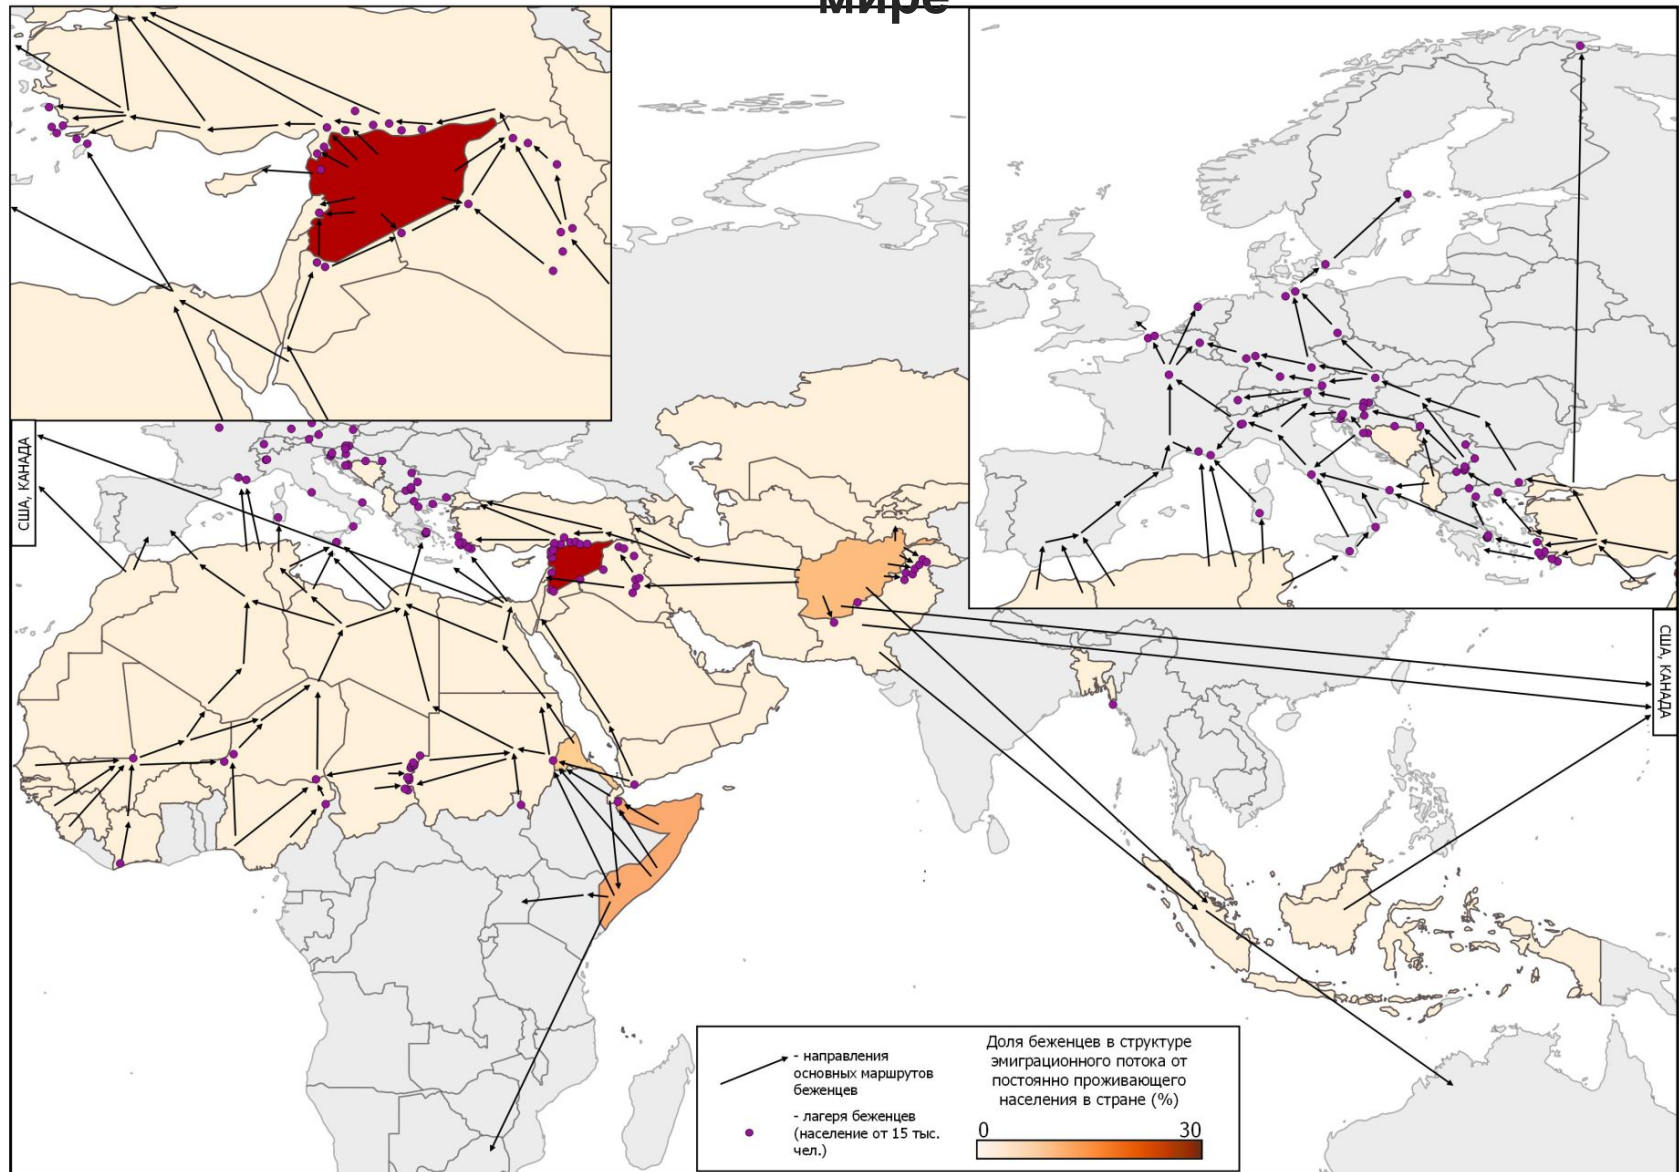 мире
США, КАНАДА
США, КАНАДА
- направления
основных маршрутов
беженцев
- лагеря беженцев
(население от 15 тыс.
чел.)
Доля беженцев в структуре
эмиграционного потока от
постоянно проживающего
населения в стране (%)
0 30